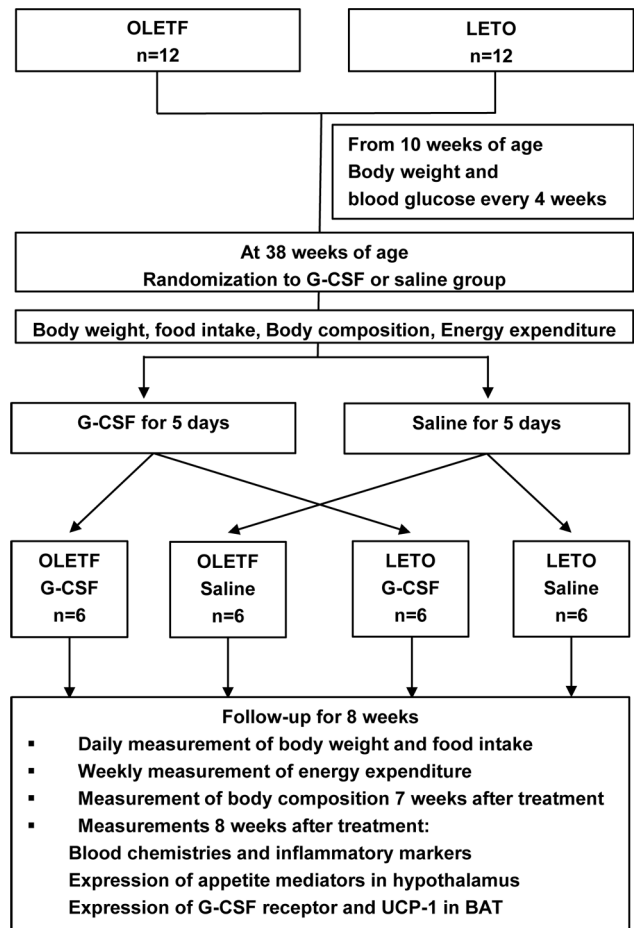 OLETF
n=12
LETO
n=12
From 10 weeks of age
Body weight and
blood glucose every 4 weeks
At 38 weeks of age
Randomization to G-CSF or saline group
Body weight, food intake, Body composition, Energy expenditure
G-CSF for 5 days
Saline for 5 days
OLETF
G-CSF
n=6
OLETF
Saline
n=6
LETO
G-CSF
n=6
LETO
Saline
n=6
Follow-up for 8 weeks
▪ Daily measurement of body weight and food intake
▪ Weekly measurement of energy expenditure
▪ Measurement of body composition 7 weeks after treatment
▪ Measurements 8 weeks after treatment:
Blood chemistries and inflammatory markers
Expression of appetite mediators in hypothalamus
Expression of G-CSF receptor and UCP-1 in BAT